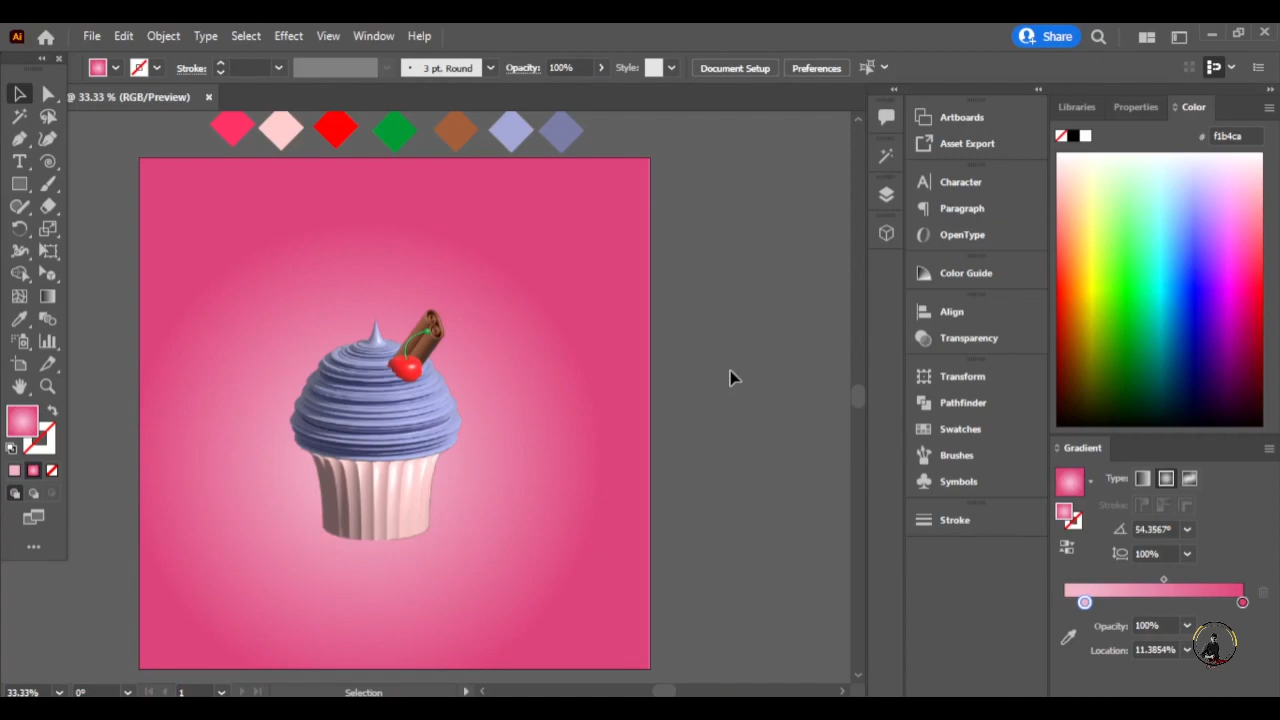 Ai File Edit Object Type Select Effect View Window Help Share
Stroke: 3 pt. Round Opacity: 100% Style: Document Setup Preferences
@ 33.33 % (RGB/Preview) ×
Libraries Properties Color
# f1b4ca
Artboards
Asset Export
Character
Paragraph
OpenType
Color Guide
Align
Transparency
Transform
Pathfinder
Swatches
Brushes
Symbols
Stroke
Gradient
Type:
Stroke:
54.3567°
100%
Opacity: 100%
Location: 11.3854%
33.33% 0° 1 Selection